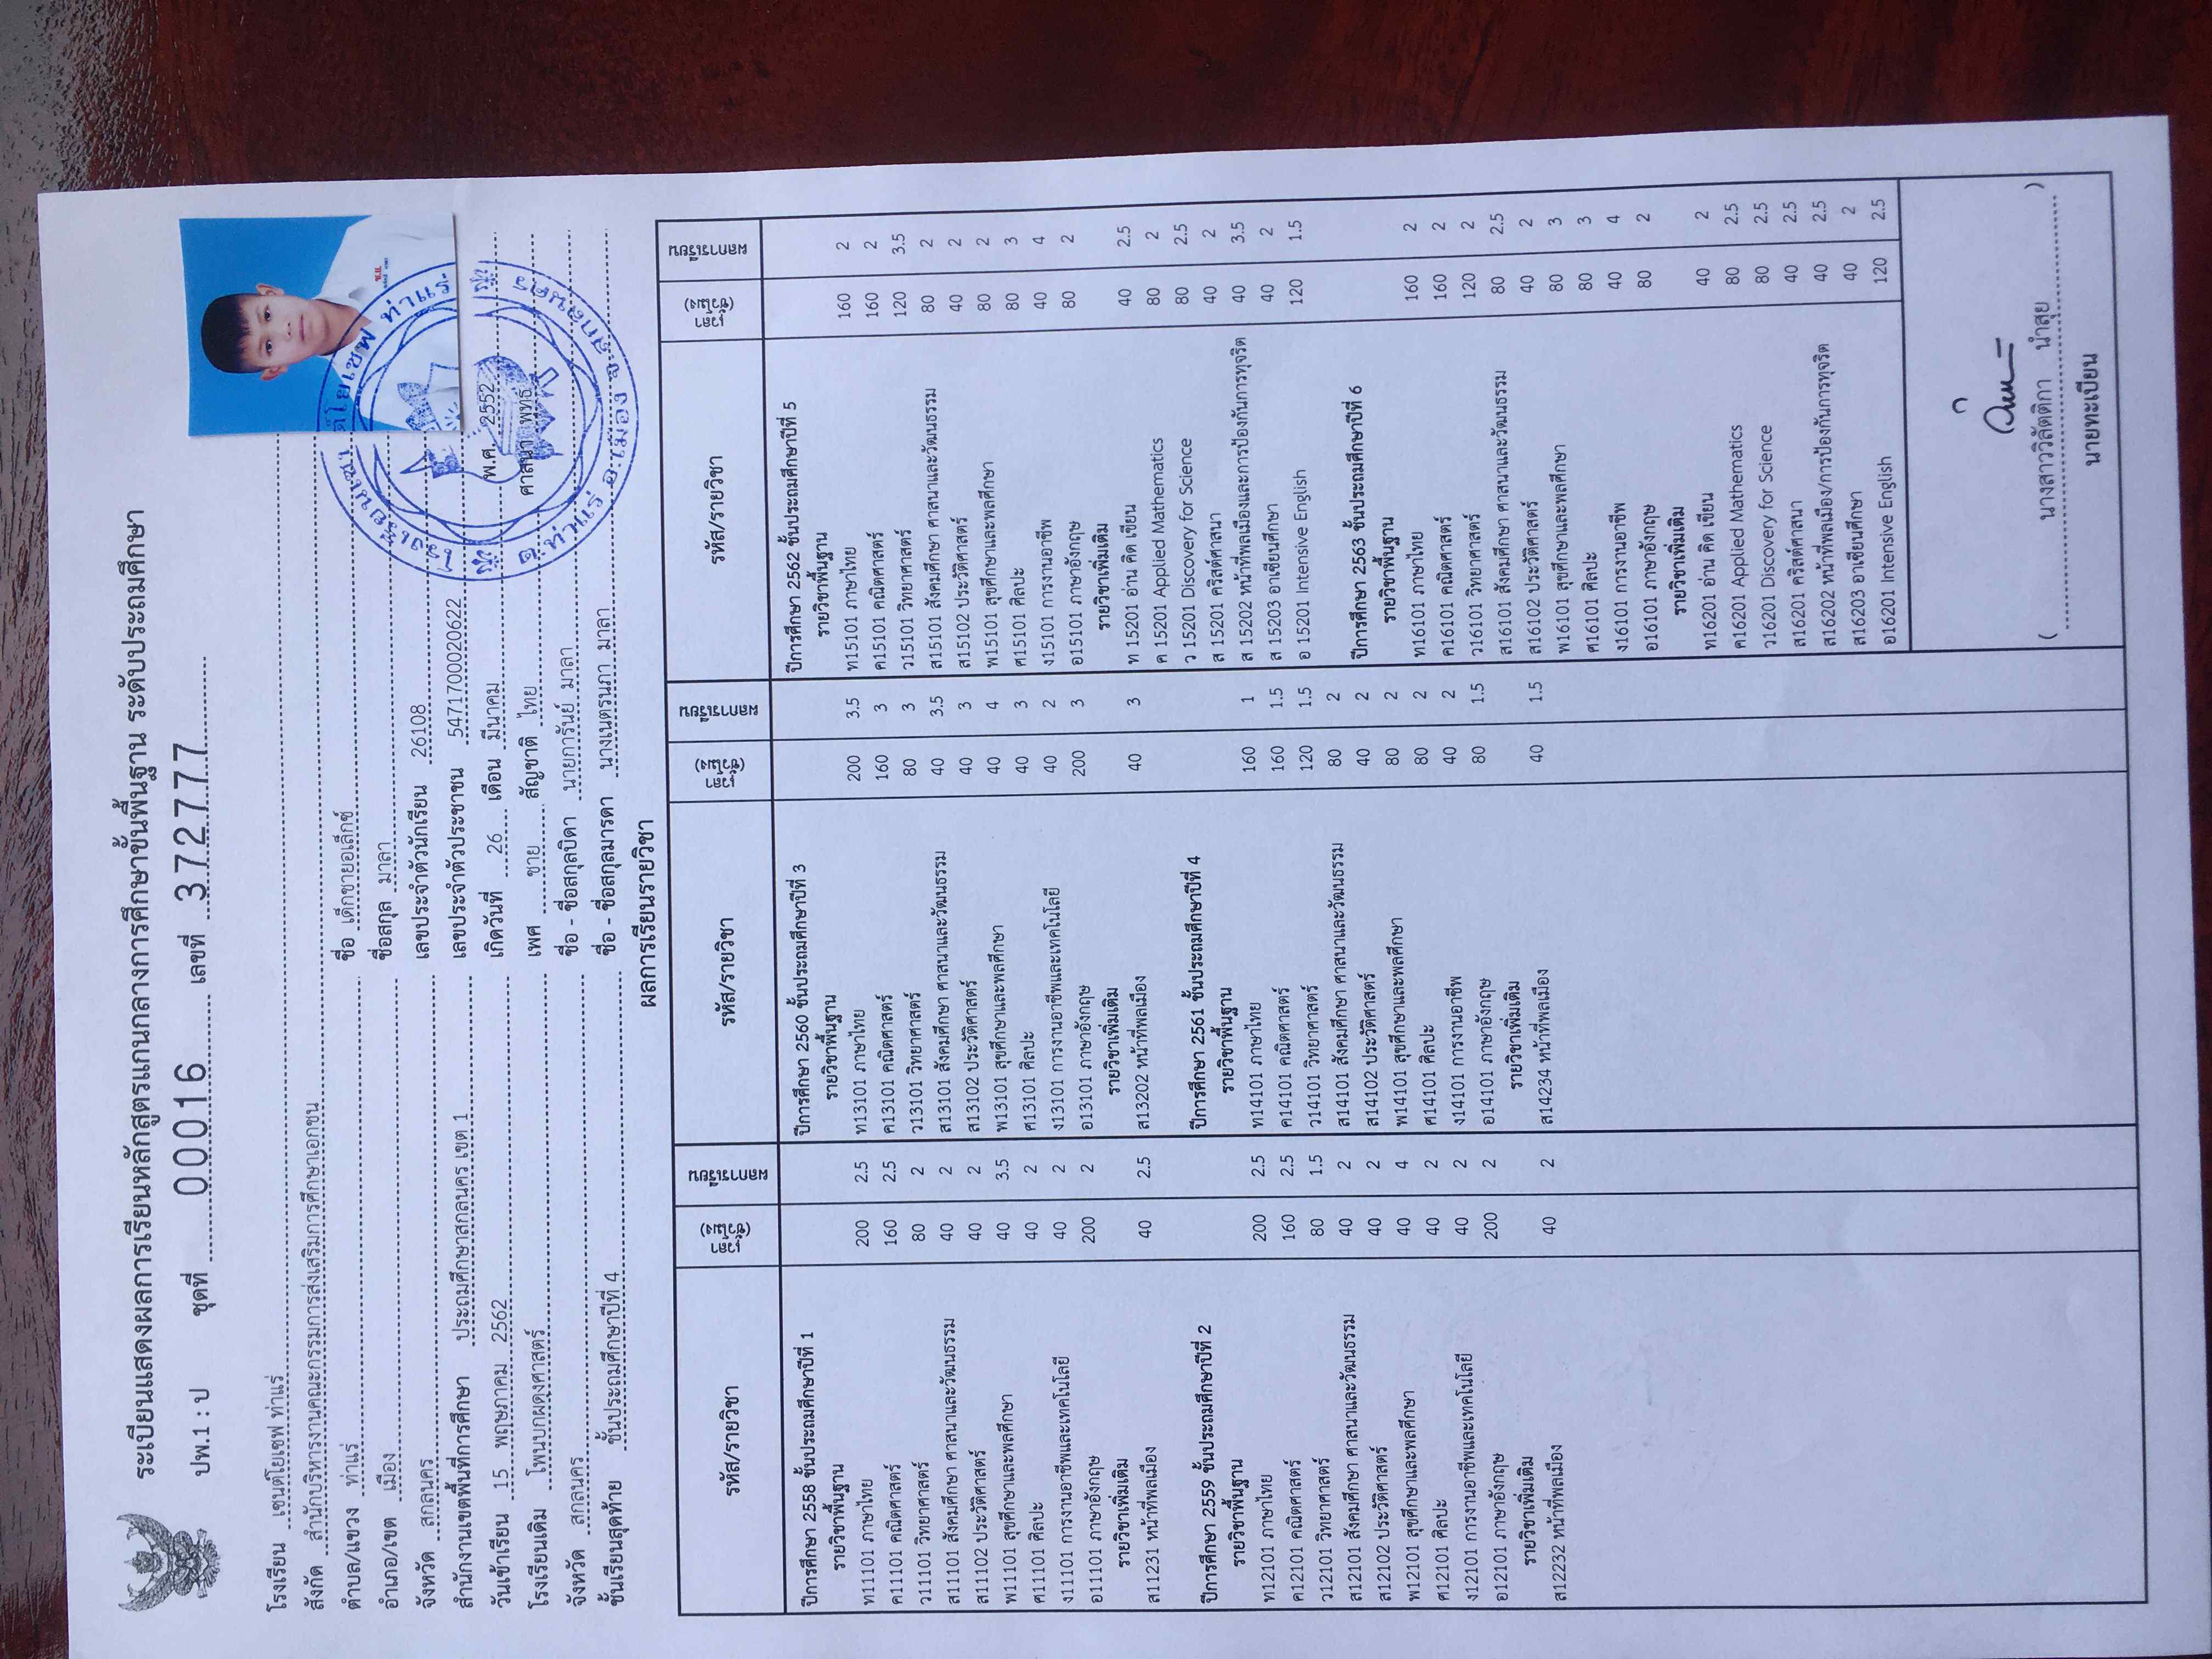 ระเบียนแสดงผลการเรียนหลักสูตรแกนกลางการศึกษาขั้นพื้นฐาน ระดับประถมศึกษา
ปพ.1 : ป ชุดที่ 00016 เลขที่ 372777
โรงเรียน เซนต์โยเซฟ ท่าแร่
สังกัด สำนักบริหารงานคณะกรรมการส่งเสริมการศึกษาเอกชน
ตำบล/แขวง ท่าแร่
อำเภอ/เขต เมือง
จังหวัด สกลนคร
สำนักงานเขตพื้นที่การศึกษา ประถมศึกษาสกลนคร เขต 1
วันเข้าเรียน 15 พฤษภาคม 2562
โรงเรียนเดิม โพนบกผดุงศาสตร์
จังหวัด สกลนคร
ชั้นเรียนสุดท้าย ชั้นประถมศึกษาปีที่ 4
ชื่อ เด็กชายอเล็กซ์
ชื่อสกุล มาลา
เลขประจำตัวนักเรียน 26108
เลขประจำตัวประชาชน 5471700020622
เกิดวันที่ 26 เดือน มีนาคม พ.ศ. 2552
เพศ ชาย สัญชาติ ไทย ศาสนา พุทธ
ชื่อ - ชื่อสกุลบิดา นายการันย์ มาลา
ชื่อ - ชื่อสกุลมารดา นางเนตรนภา มาลา
ต.ท่าแร่ อ.เมือง จ.สกลนคร
ผลการเรียนรายวิชา
รหัส/รายวิชา เวลา (ชั่วโมง) ผลการเรียน
ปีการศึกษา 2558 ชั้นประถมศึกษาปีที่ 1
รายวิชาพื้นฐาน
ท11101 ภาษาไทย 200 2.5
ค11101 คณิตศาสตร์ 160 2.5
ว11101 วิทยาศาสตร์ 80 2
ส11101 สังคมศึกษา ศาสนาและวัฒนธรรม 40 2
ส11102 ประวัติศาสตร์ 40 2
พ11101 สุขศึกษาและพลศึกษา 40 3.5
ศ11101 ศิลปะ 40 2
ง11101 การงานอาชีพและเทคโนโลยี 40 2
อ11101 ภาษาอังกฤษ 200 2
รายวิชาเพิ่มเติม
ส11231 หน้าที่พลเมือง 40 2.5
ปีการศึกษา 2559 ชั้นประถมศึกษาปีที่ 2
รายวิชาพื้นฐาน
ท12101 ภาษาไทย 200 2.5
ค12101 คณิตศาสตร์ 160 2.5
ว12101 วิทยาศาสตร์ 80 1.5
ส12101 สังคมศึกษา ศาสนาและวัฒนธรรม 40 2
ส12102 ประวัติศาสตร์ 40 2
พ12101 สุขศึกษาและพลศึกษา 40 4
ศ12101 ศิลปะ 40 2
ง12101 การงานอาชีพและเทคโนโลยี 40 2
อ12101 ภาษาอังกฤษ 200 2
รายวิชาเพิ่มเติม
ส12232 หน้าที่พลเมือง 40 2
รหัส/รายวิชา เวลา (ชั่วโมง) ผลการเรียน
ปีการศึกษา 2560 ชั้นประถมศึกษาปีที่ 3
รายวิชาพื้นฐาน
ท13101 ภาษาไทย 200 3.5
ค13101 คณิตศาสตร์ 160 3
ว13101 วิทยาศาสตร์ 80 3
ส13101 สังคมศึกษา ศาสนาและวัฒนธรรม 40 3.5
ส13102 ประวัติศาสตร์ 40 3
พ13101 สุขศึกษาและพลศึกษา 40 4
ศ13101 ศิลปะ 40 3
ง13101 การงานอาชีพและเทคโนโลยี 40 2
อ13101 ภาษาอังกฤษ 200 3
รายวิชาเพิ่มเติม
ส13202 หน้าที่พลเมือง 40 3
ปีการศึกษา 2561 ชั้นประถมศึกษาปีที่ 4
รายวิชาพื้นฐาน
ท14101 ภาษาไทย 160 1
ค14101 คณิตศาสตร์ 160 1.5
ว14101 วิทยาศาสตร์ 120 1.5
ส14101 สังคมศึกษา ศาสนาและวัฒนธรรม 80 2
ส14102 ประวัติศาสตร์ 40 2
พ14101 สุขศึกษาและพลศึกษา 80 2
ศ14101 ศิลปะ 80 2
ง14101 การงานอาชีพ 40 2
อ14101 ภาษาอังกฤษ 80 1.5
รายวิชาเพิ่มเติม
ส14234 หน้าที่พลเมือง 40 1.5
รหัส/รายวิชา เวลา (ชั่วโมง) ผลการเรียน
ปีการศึกษา 2562 ชั้นประถมศึกษาปีที่ 5
รายวิชาพื้นฐาน
ท15101 ภาษาไทย 160 2
ค15101 คณิตศาสตร์ 160 2
ว15101 วิทยาศาสตร์ 120 3.5
ส15101 สังคมศึกษา ศาสนาและวัฒนธรรม 80 2
ส15102 ประวัติศาสตร์ 40 2
พ15101 สุขศึกษาและพลศึกษา 80 2
ศ15101 ศิลปะ 80 3
ง15101 การงานอาชีพ 40 4
อ15101 ภาษาอังกฤษ 80 2
รายวิชาเพิ่มเติม
ท 15201 อ่าน คิด เขียน 40 2.5
ค 15201 Applied Mathematics 80 2
ว 15201 Discovery for Science 80 2.5
ส 15201 คริสต์ศาสนา 40 2
ส 15202 หน้าที่พลเมืองและการป้องกันการทุจริต 40 3.5
ส 15203 อาเซียนศึกษา 40 2
อ 15201 Intensive English 120 1.5
ปีการศึกษา 2563 ชั้นประถมศึกษาปีที่ 6
รายวิชาพื้นฐาน
ท16101 ภาษาไทย 160 2
ค16101 คณิตศาสตร์ 160 2
ว16101 วิทยาศาสตร์ 120 2
ส16101 สังคมศึกษา ศาสนาและวัฒนธรรม 80 2.5
ส16102 ประวัติศาสตร์ 40 2
พ16101 สุขศึกษาและพลศึกษา 80 3
ศ16101 ศิลปะ 80 3
ง16101 การงานอาชีพ 40 4
อ16101 ภาษาอังกฤษ 80 2
รายวิชาเพิ่มเติม
ท16201 อ่าน คิด เขียน 40 2
ค16201 Applied Mathematics 80 2.5
ว16201 Discovery for Science 80 2.5
ส16201 คริสต์ศาสนา 40 2.5
ส16202 หน้าที่พลเมือง/การป้องกันการทุจริต 40 2.5
ส16203 อาเซียนศึกษา 40 2
อ16201 Intensive English 120 2.5
( นางสาววิลัติกา นำสุย )
นายทะเบียน